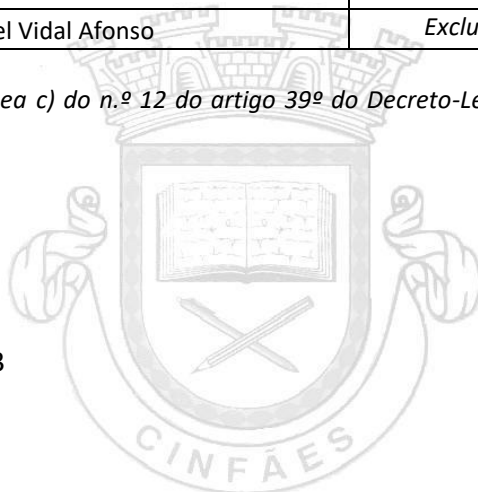 el Vidal Afonso Exclu
ea c) do n.º 12 do artigo 39º do Decreto-Le
3
CINFÃES